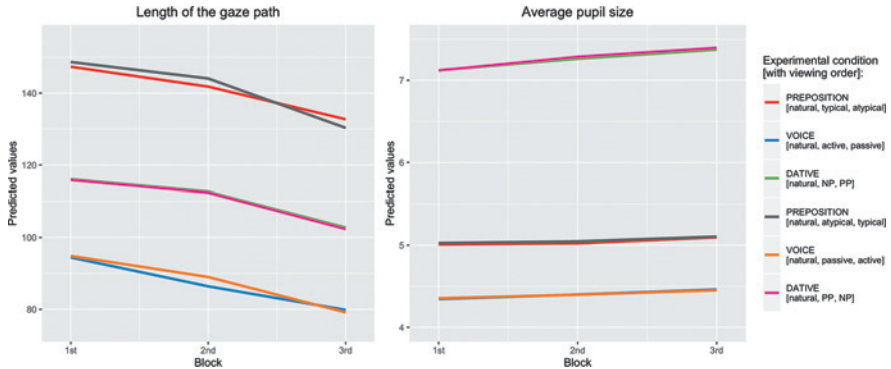 Length of the gaze path
Predicted values
140
120
100
80
1st
2nd
3rd
Block
Average pupil size
Predicted values
7
6
5
4
1st
2nd
3rd
Block
Experimental condition
[with viewing order]:
PREPOSITION
[natural, typical, atypical]
VOICE
[natural, active, passive]
DATIVE
[natural, NP, PP]
PREPOSITION
[natural, atypical, typical]
VOICE
[natural, passive, active]
DATIVE
[natural, PP, NP]